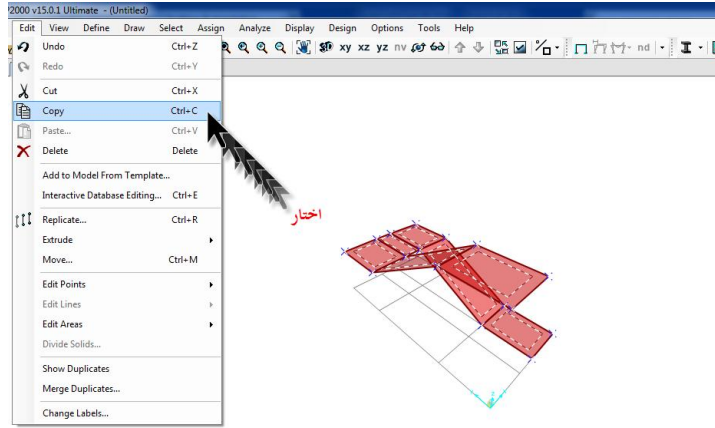 2000 v15.0.1 Ultimate - (Untitled)
Edit View Define Draw Select Assign Analyze Display Design Options Tools Help
xy xz yz nv nd
Undo Ctrl+Z
Redo Ctrl+Y
Cut Ctrl+X
Copy Ctrl+C
Paste... Ctrl+V
Delete Delete
Add to Model From Template...
Interactive Database Editing... Ctrl+E
Replicate... Ctrl+R
Extrude
Move... Ctrl+M
Edit Points
Edit Lines
Edit Areas
Divide Solids...
Show Duplicates
Merge Duplicates...
Change Labels...
اختار